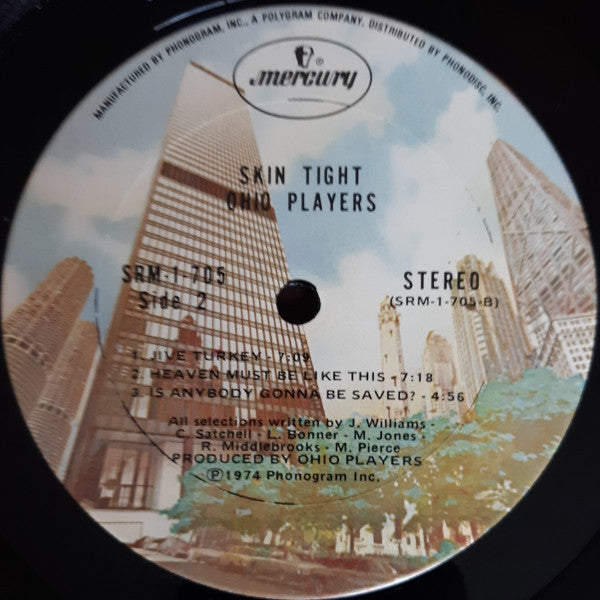 MANUFACTURED BY PHONOGRAM, INC., A POLYGRAM COMPANY. DISTRIBUTED BY PHONODISC, INC.
®
mercury
SKIN TIGHT
OHIO PLAYERS
SRM-1-705
Side 2
STEREO
(SRM-1-705-B)
1. JIVE TURKEY - 7:09
2. HEAVEN MUST BE LIKE THIS - 7:18
3. IS ANYBODY GONNA BE SAVED? - 4:56
All selections written by J. Williams -
C. Satchell - L. Bonner - M. Jones -
R. Middlebrooks - M. Pierce
PRODUCED BY OHIO PLAYERS
Ⓟ1974 Phonogram Inc.